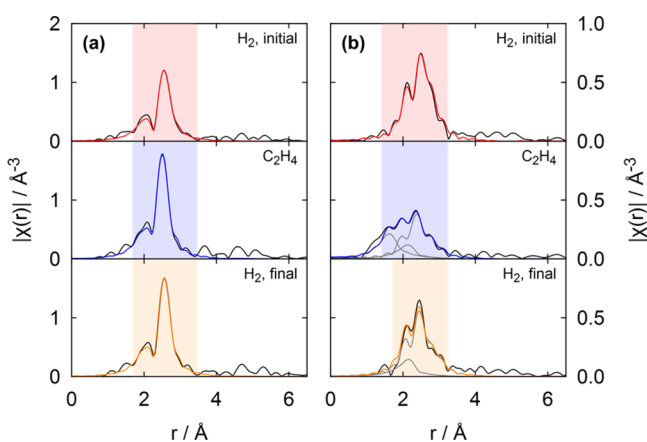 (a) H₂, initial
(b) H₂, initial
C₂H₄
C₂H₄
H₂, final
H₂, final
|χ(r)| / Å⁻³
|χ(r)| / Å⁻³
2
1
0
1
0
1
0
1.0
0.5
0.0
0.5
0.0
0.5
0.0
0 2 4 6
0 2 4 6
r / Å
r / Å